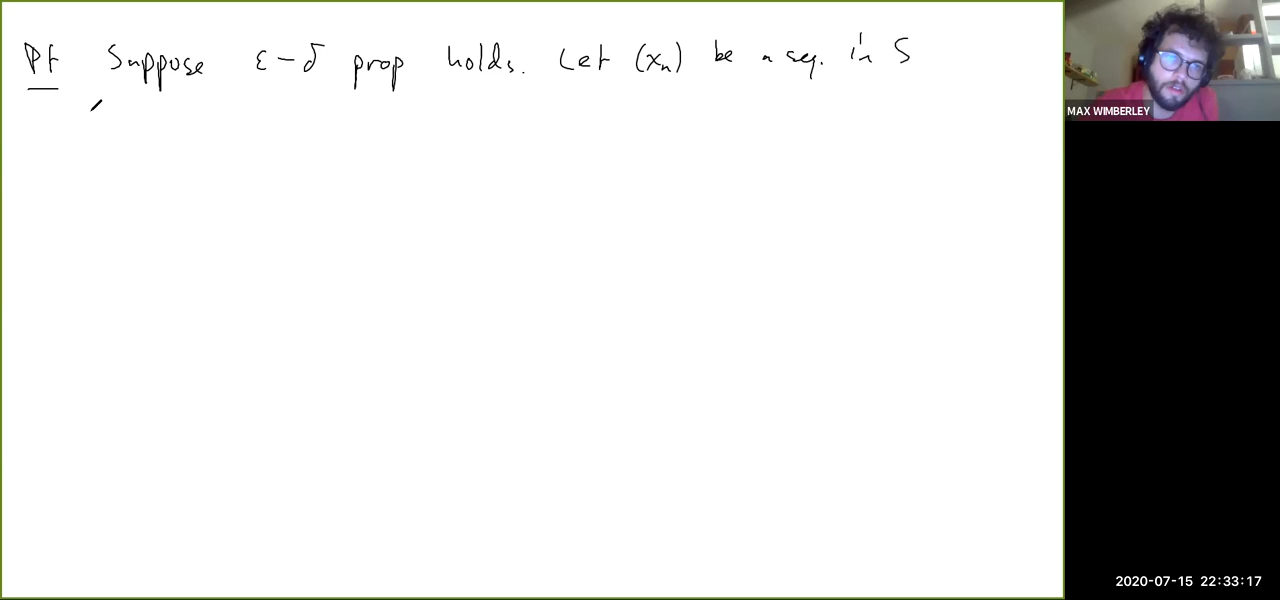 Pf Suppose ε-δ prop holds. Let (xₙ) be a seq. in S
MAX WIMBERLEY
2020-07-15 22:33:17